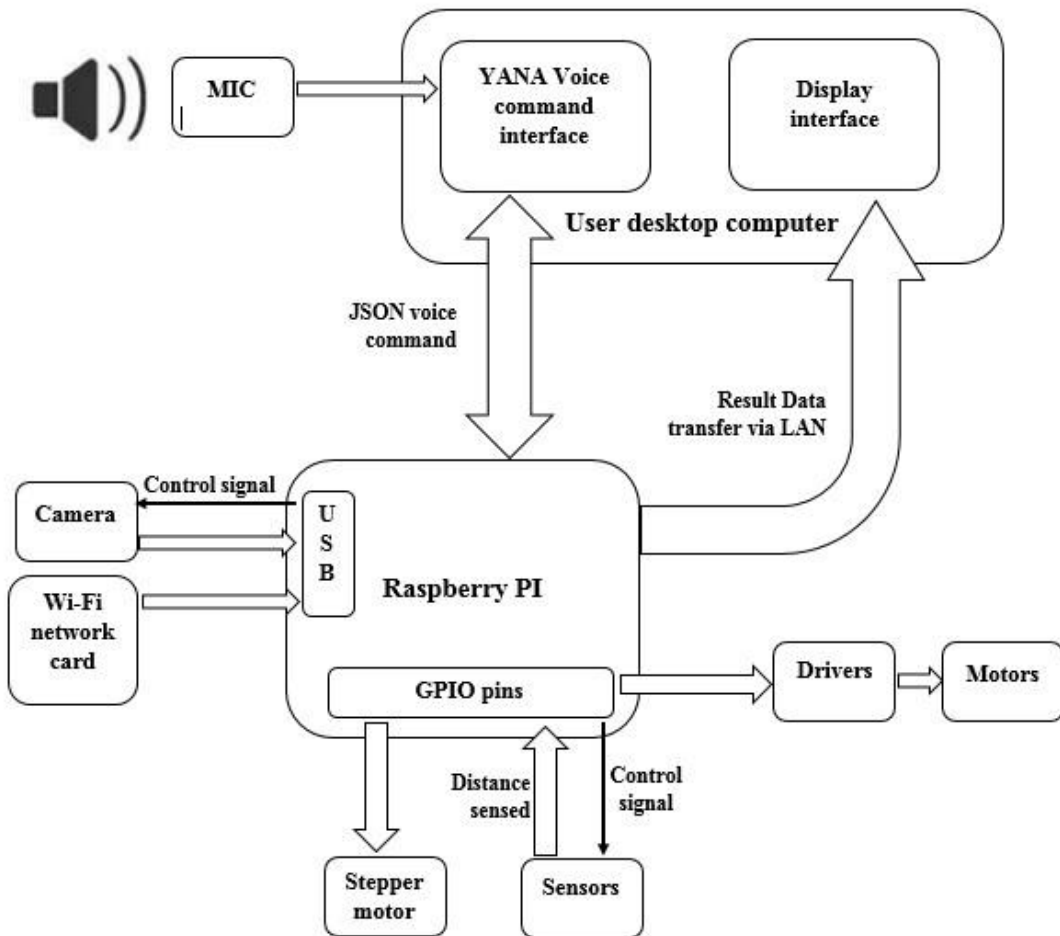 MIC
YANA Voice
command
interface
Display
interface
User desktop computer
JSON voice
command
Result Data
transfer via LAN
Control signal
Camera
U
S
B
Wi-Fi
network
card
Raspberry PI
GPIO pins
Drivers
Motors
Distance
sensed
Control
signal
Stepper
motor
Sensors